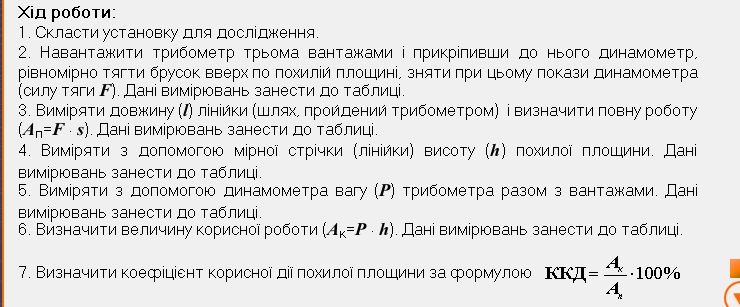 Хід роботи:
1. Скласти установку для дослідження.
2. Навантажити трибометр трьома вантажами і прикріпивши до нього динамометр,
рівномірно тягти брусок вверх по похилій площині, зняти при цьому покази динамометра
(силу тяги F). Дані вимірювань занести до таблиці.
3. Виміряти довжину (l) лінійки (шлях, пройдений трибометром) і визначити повну роботу
(AП=F · s). Дані вимірювань занести до таблиці.
4. Виміряти з допомогою мірної стрічки (лінійки) висоту (h) похилої площини. Дані
вимірювань занести до таблиці.
5. Виміряти з допомогою динамометра вагу (P) трибометра разом з вантажами. Дані
вимірювань занести до таблиці.
6. Визначити величину корисної роботи (AК=P · h). Дані вимірювань занести до таблиці.
7. Визначити коефіцієнт корисної дії похилої площини за формулою ККД = Aк / Aп · 100%